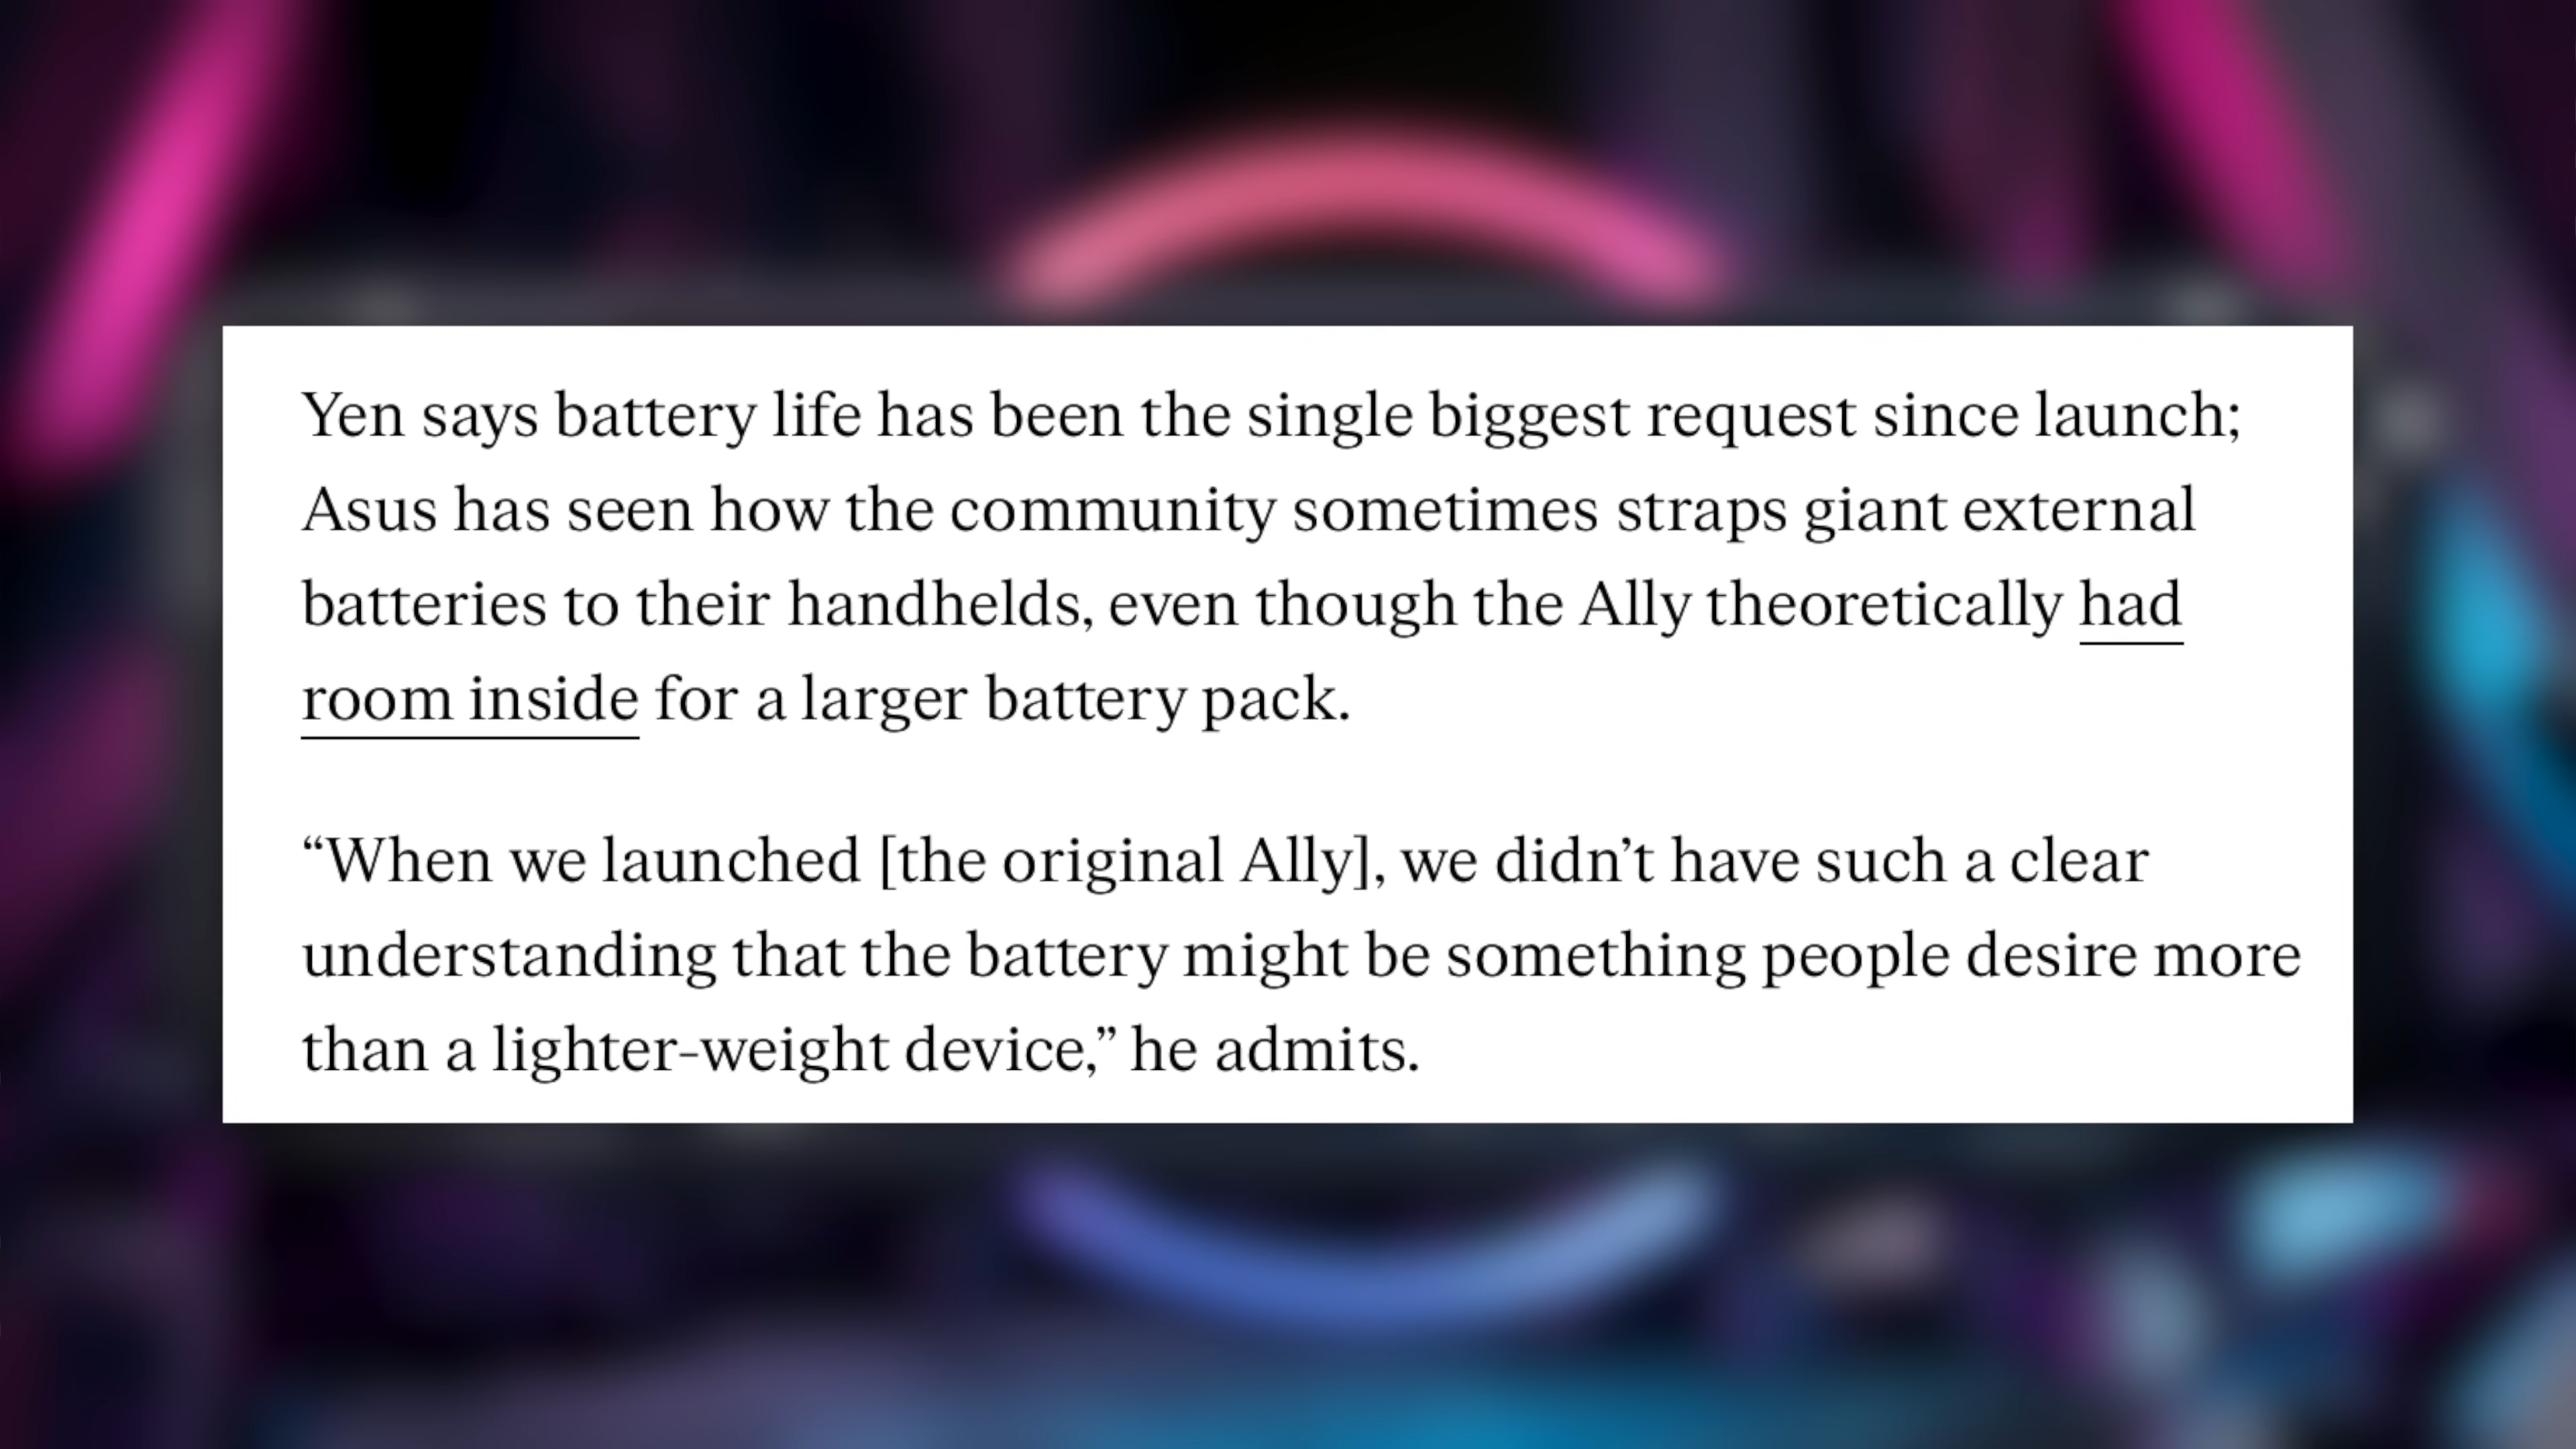 Yen says battery life has been the single biggest request since launch;
Asus has seen how the community sometimes straps giant external
batteries to their handhelds, even though the Ally theoretically had
room inside for a larger battery pack.
“When we launched [the original Ally], we didn’t have such a clear
understanding that the battery might be something people desire more
than a lighter-weight device,” he admits.